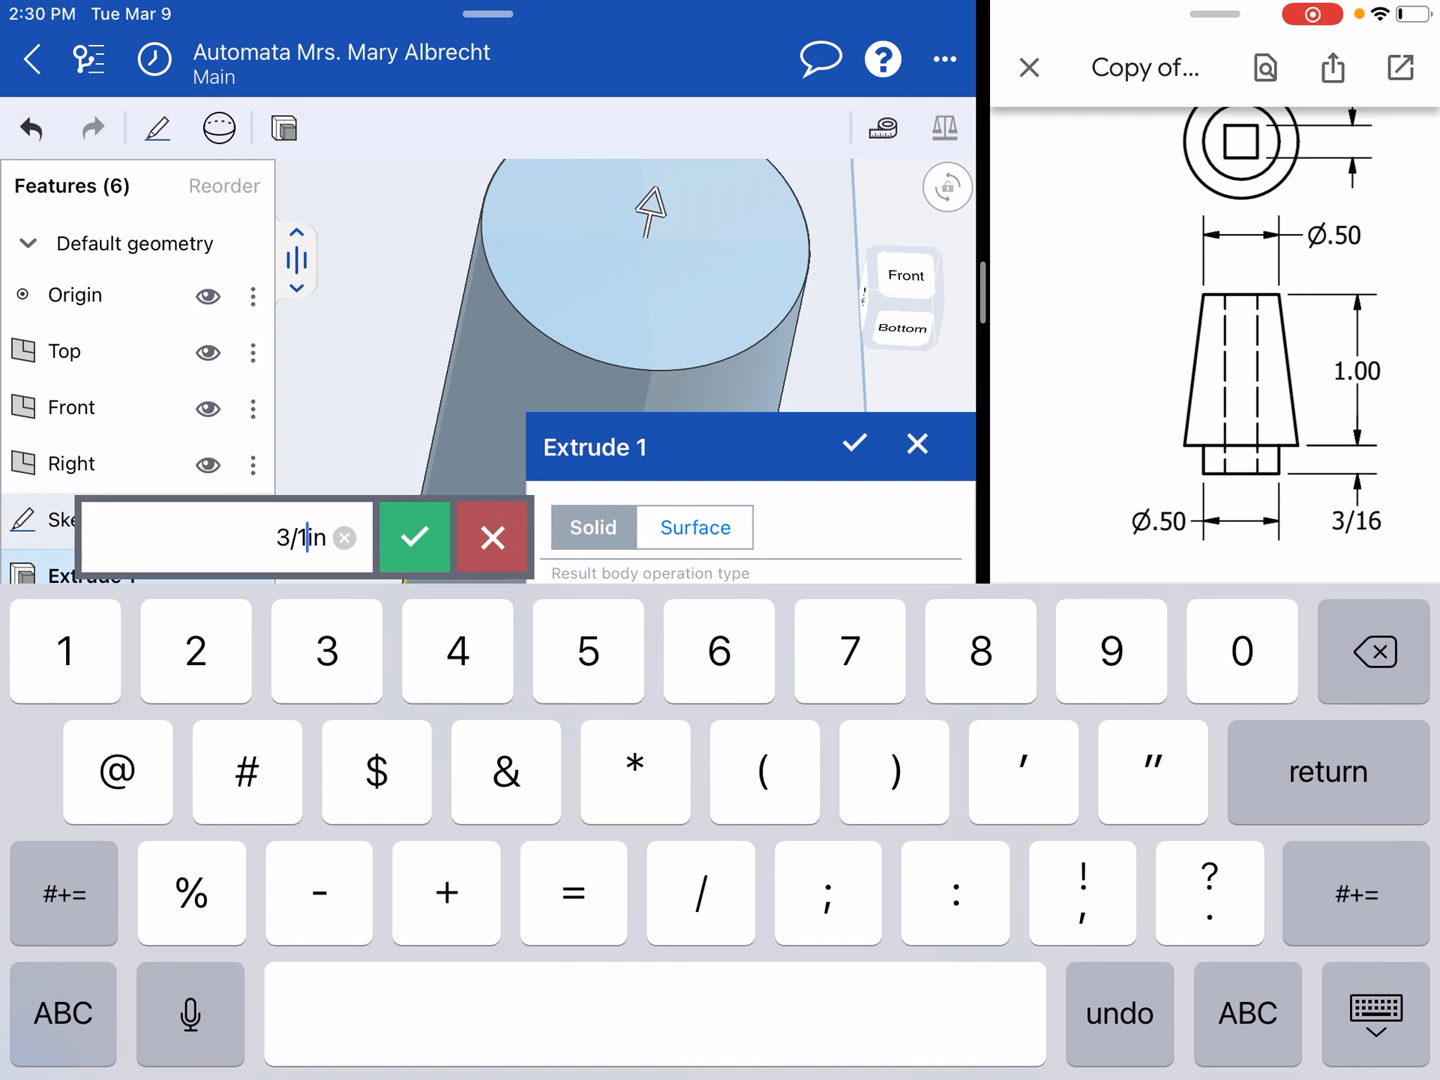 2:30 PM Tue Mar 9
Automata Mrs. Mary Albrecht
Main
Features (6)
Reorder
Default geometry
Origin
Top
Front
Right
Ske
Extrude 1
3/1in
Front
Bottom
Extrude 1
Solid
Surface
Result body operation type
Copy of...
Ø.50
1.00
Ø.50
3/16
1 2 3 4 5 6 7 8 9 0
@ # $ & * ( ) ' " return
#+= % - + = / ; : ! , ? . #+=
ABC undo ABC